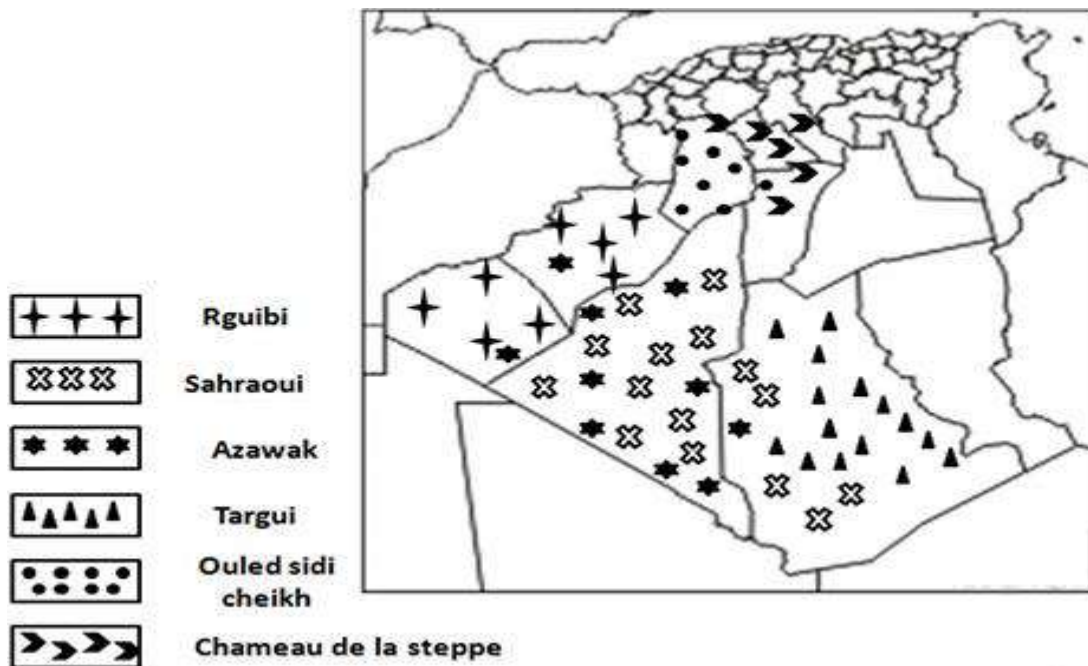 Rguibi
Sahraoui
Azawak
Targui
Ouled sidi
cheikh
Chameau de la steppe